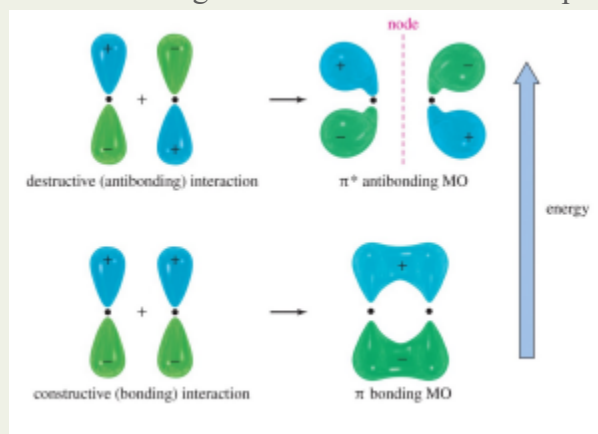 node
+ - + -
+
- + - +
destructive (antibonding) interaction
π* antibonding MO
energy
+ + +
+
- - -
constructive (bonding) interaction
π bonding MO